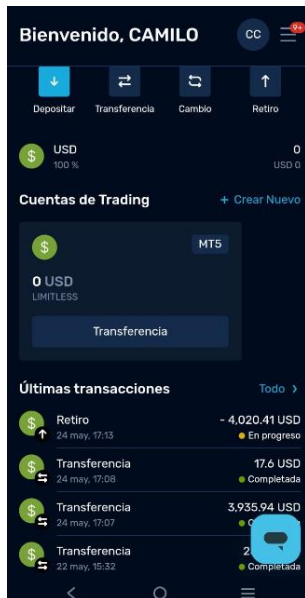 Bienvenido, CAMILO
CC
9+
Depositar Transferencia Cambio Retiro
USD 0
100 % USD 0
Cuentas de Trading + Crear Nuevo
$ MT5
0 USD
LIMITLESS
Transferencia
Últimas transacciones Todo >
Retiro - 4,020.41 USD
24 may, 17:13 En progreso
Transferencia 17.6 USD
24 may, 17:08 Completada
Transferencia 3,935.94 USD
24 may, 17:07
Transferencia
22 may, 15:32 Completada